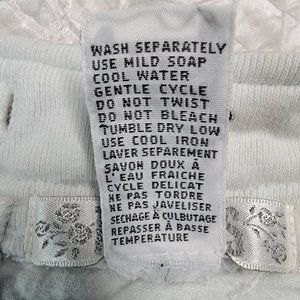 WASH SEPARATELY
USE MILD SOAP
COOL WATER
GENTLE CYCLE
DO NOT TWIST
DO NOT BLEACH
TUMBLE DRY LOW
USE COOL IRON
LAVER SEPAREMENT
SAVON DOUX À
L'EAU FRAICHE
CYCLE DELICAT
NE PAS TORDRE
NE PAS JAVELISER
SECHAGE À CULBUTAGE
REPASSER À BASSE
TEMPERATURE